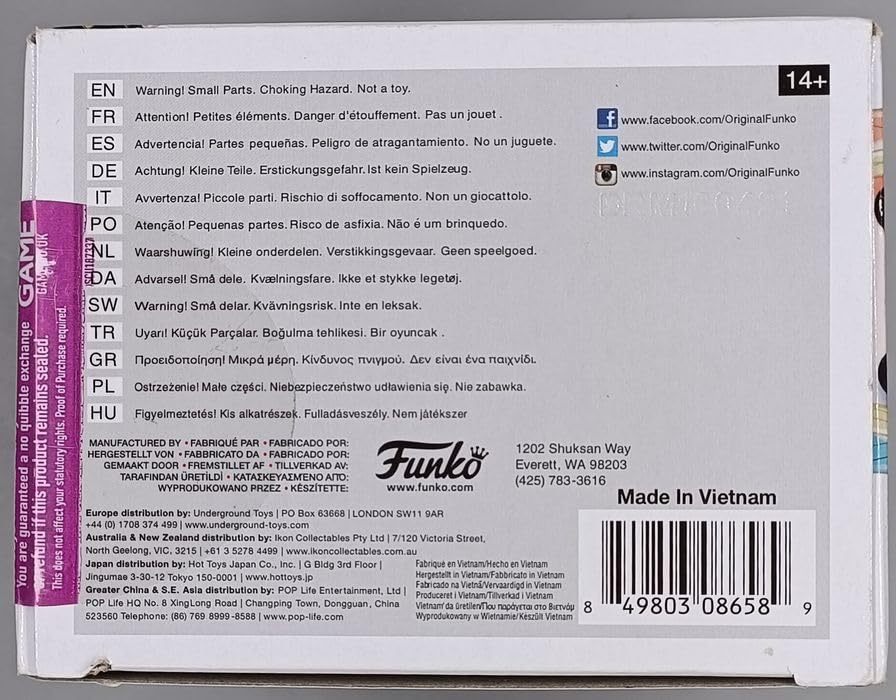 14+
EN Warning! Small Parts. Choking Hazard. Not a toy.
FR Attention! Petites éléments. Danger d'étouffement. Pas un jouet .
ES Advertencia! Partes pequeñas. Peligro de atragantamiento. No un juguete.
DE Achtung! Kleine Teile. Erstickungsgefahr. Ist kein Spielzeug.
IT Avvertenza! Piccole parti. Rischio di soffocamento. Non un giocattolo.
PO Atenção! Pequenas partes. Risco de asfixia. Não é um brinquedo.
NL Waarshuwing! Kleine onderdelen. Verstikkingsgevaar. Geen speelgoed.
DA Advarsel! Små dele. Kvælningsfare. Ikke et stykke legetøj.
SW Warning! Små delar. Kvävningsrisk. Inte en leksak.
TR Uyarı! Küçük Parçalar. Boğulma tehlikesi. Bir oyuncak .
GR Προειδοποίηση! Μικρά μέρη. Κίνδυνος πνιγμού. Δεν είναι ένα παιχνίδι.
PL Ostrzeżenie! Małe części. Niebezpieczeństwo udławienia się. Nie zabawka.
HU Figyelmeztetés! Kis alkatrészek. Fulladásveszély. Nem játékszer
www.facebook.com/OriginalFunko
www.twitter.com/OriginalFunko
www.instagram.com/OriginalFunko
MANUFACTURED BY • FABRIQUÉ PAR • FABRICADO POR:
HERGESTELLT VON • FABBRICATO DA • FABRICADO POR:
GEMAAKT DOOR • FREMSTILLET AF • TILLVERKAD AV:
TARAFINDAN ÜRETİLDİ • ΚΑΤΑΣΚΕΥΑΣΜΕΝΟ ΑΠΌ:
WYPRODUKOWANO PRZEZ • KÉSZÍTETTE:
Funko
www.funko.com
1202 Shuksan Way
Everett, WA 98203
(425) 783-3616
Made In Vietnam
Europe distribution by: Underground Toys | PO Box 63668 | LONDON SW11 9AR
+44 (0) 1708 374 499 | www.underground-toys.com
Australia & New Zealand distribution by: Ikon Collectables Pty Ltd | 7/120 Victoria Street,
North Geelong, VIC, 3215 | +61 3 5278 4499 | www.ikoncollectables.com.au
Japan distribution by: Hot Toys Japan Co., Inc. | G Bldg 3rd Floor |
Jingumae 3-30-12 Tokyo 150-0001 | www.hottoys.jp
Greater China & S.E. Asia distribution by: POP Life Entertainment, Ltd |
POP Life HQ No. 8 XingLong Road | Changping Town, Dongguan, China
523560 Telephone: (86) 769 8999-8588 | www.pop-life.com
Fabriqué en Vietnam/Hecho en Vietnam
Hergestellt in Vietnam/Fabbricato in Vietnam
Fabricado na Vietnã/Vervaardigd in Vietnam
Produceret i Vietnam/Tillverkad i Vietnam
Vietnam'da üretilen/Που παράγεται στο Βιετνάμ
Wyprodukowany w Wietnamie/Készült Vietnam
8 49803 08658 9
GAME
You are guaranteed a no quibble exchange
refund if this product remains sealed.
This does not affect your statutory rights. Proof of Purchase required.